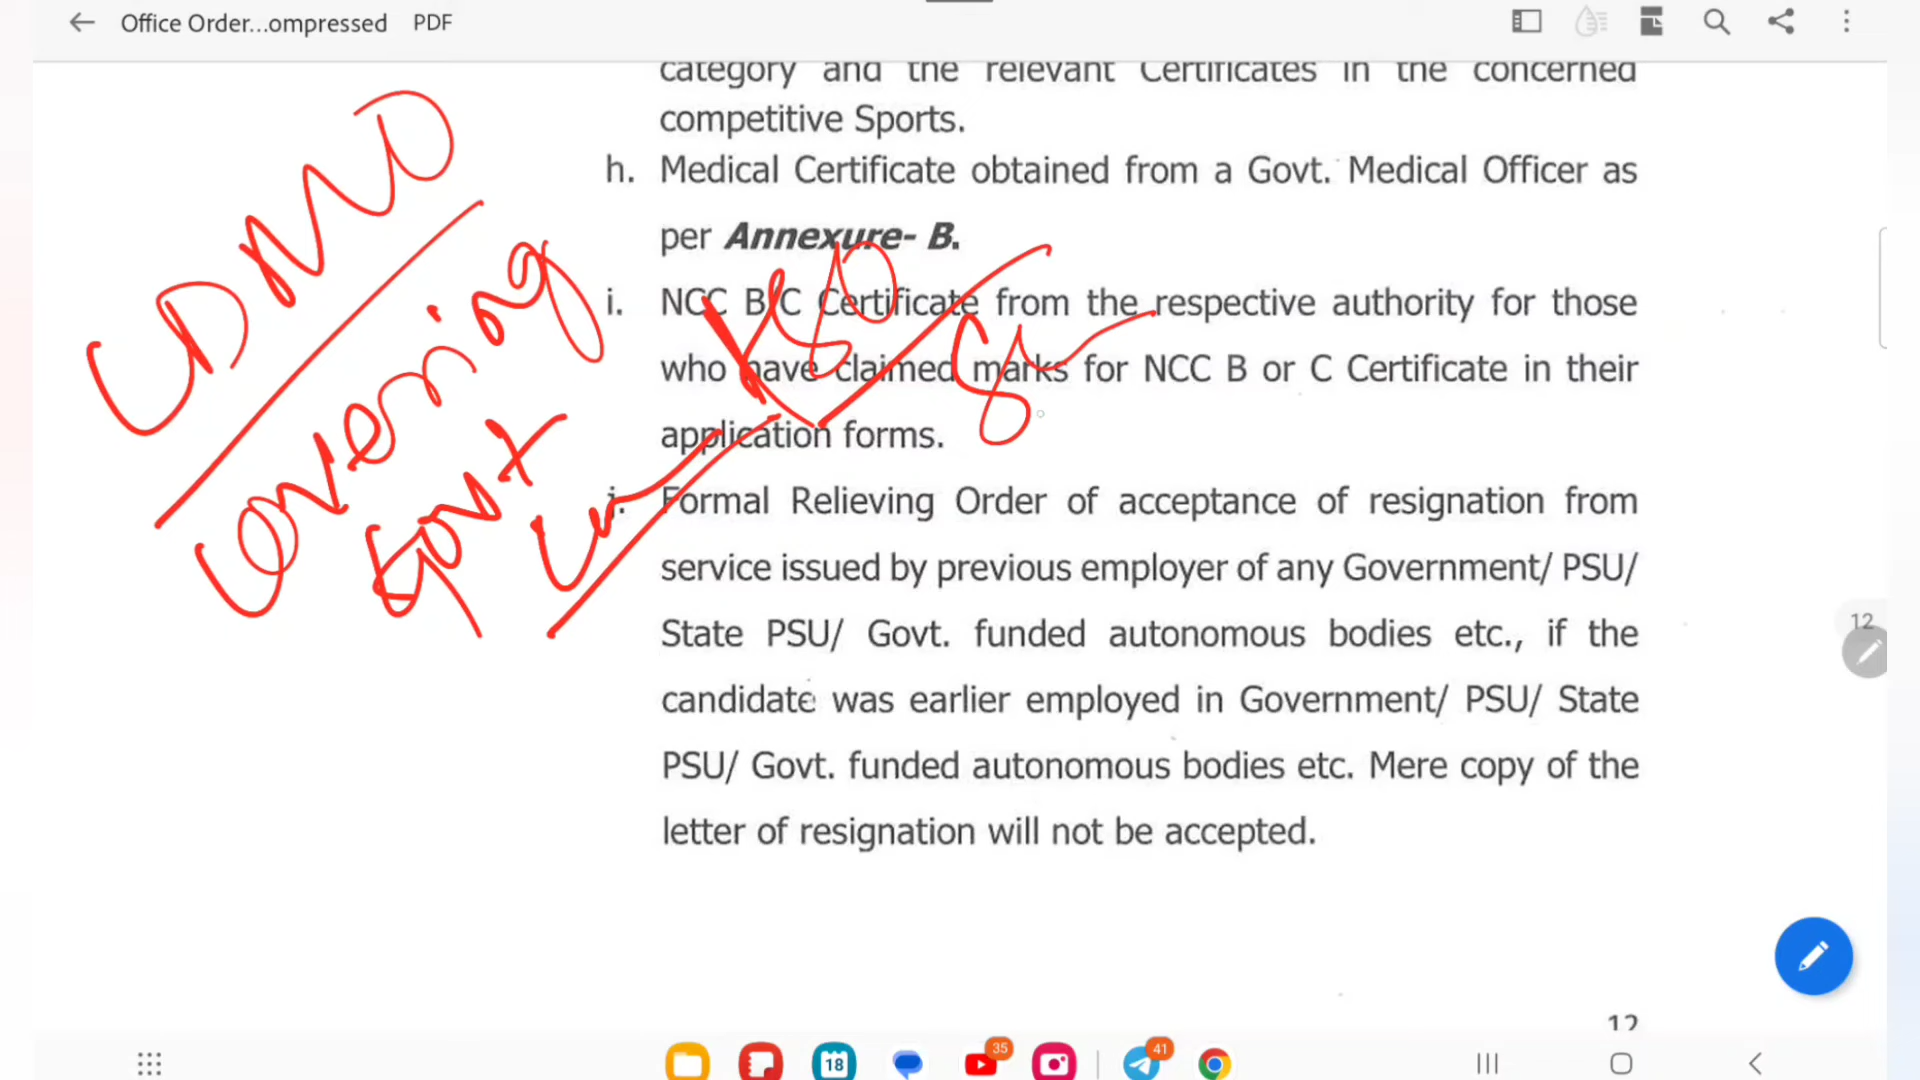 Office Order...ompressed PDF
category and the relevant Certificates in the concerned
competitive Sports.
h. Medical Certificate obtained from a Govt. Medical Officer as
per Annexure- B.
i. NCC B/C Certificate from the respective authority for those
who have claimed marks for NCC B or C Certificate in their
application forms.
j. Formal Relieving Order of acceptance of resignation from
service issued by previous employer of any Government/ PSU/
State PSU/ Govt. funded autonomous bodies etc., if the
candidate was earlier employed in Government/ PSU/ State
PSU/ Govt. funded autonomous bodies etc. Mere copy of the
letter of resignation will not be accepted.
CDMO
Covering
Govt
12
12
18
35
41